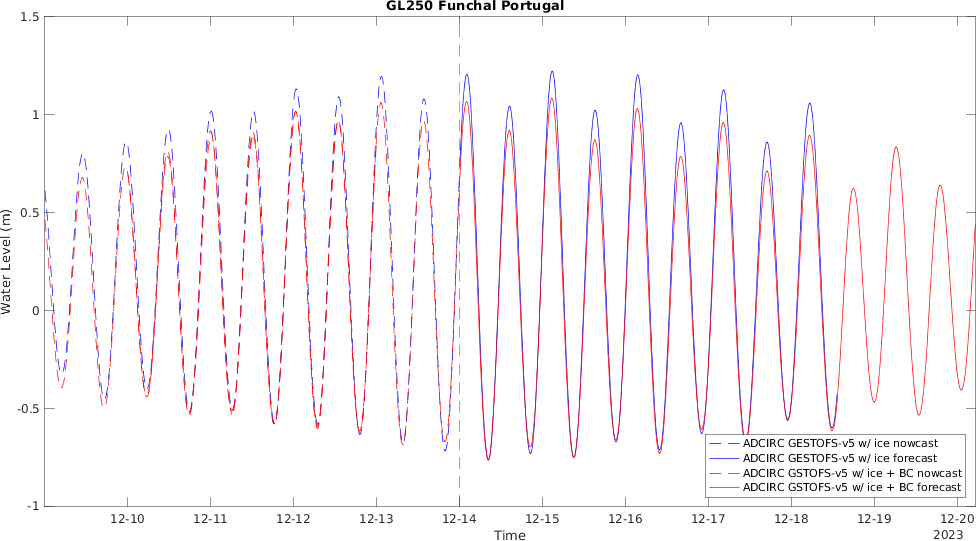 GL250 Funchal Portugal
1.5
1
0.5
0
-0.5
-1
Water Level (m)
12-10
12-11
12-12
12-13
12-14
12-15
12-16
12-17
12-18
12-19
12-20
Time
2023
ADCIRC GESTOFS-v5 w/ ice nowcast
ADCIRC GESTOFS-v5 w/ ice forecast
ADCIRC GSTOFS-v5 w/ ice + BC nowcast
ADCIRC GSTOFS-v5 w/ ice + BC forecast